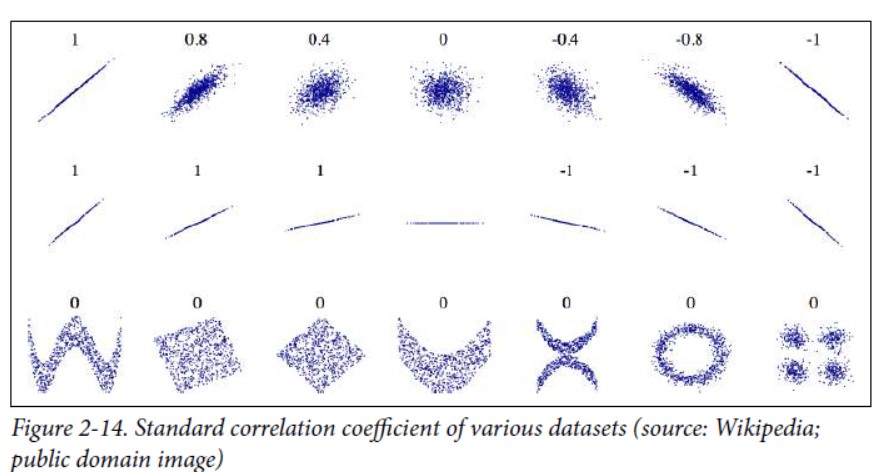 1 0.8 0.4 0 -0.4 -0.8 -1
1 1 1 -1 -1 -1
0 0 0 0 0 0 0
Figure 2-14. Standard correlation coefficient of various datasets (source: Wikipedia;
public domain image)